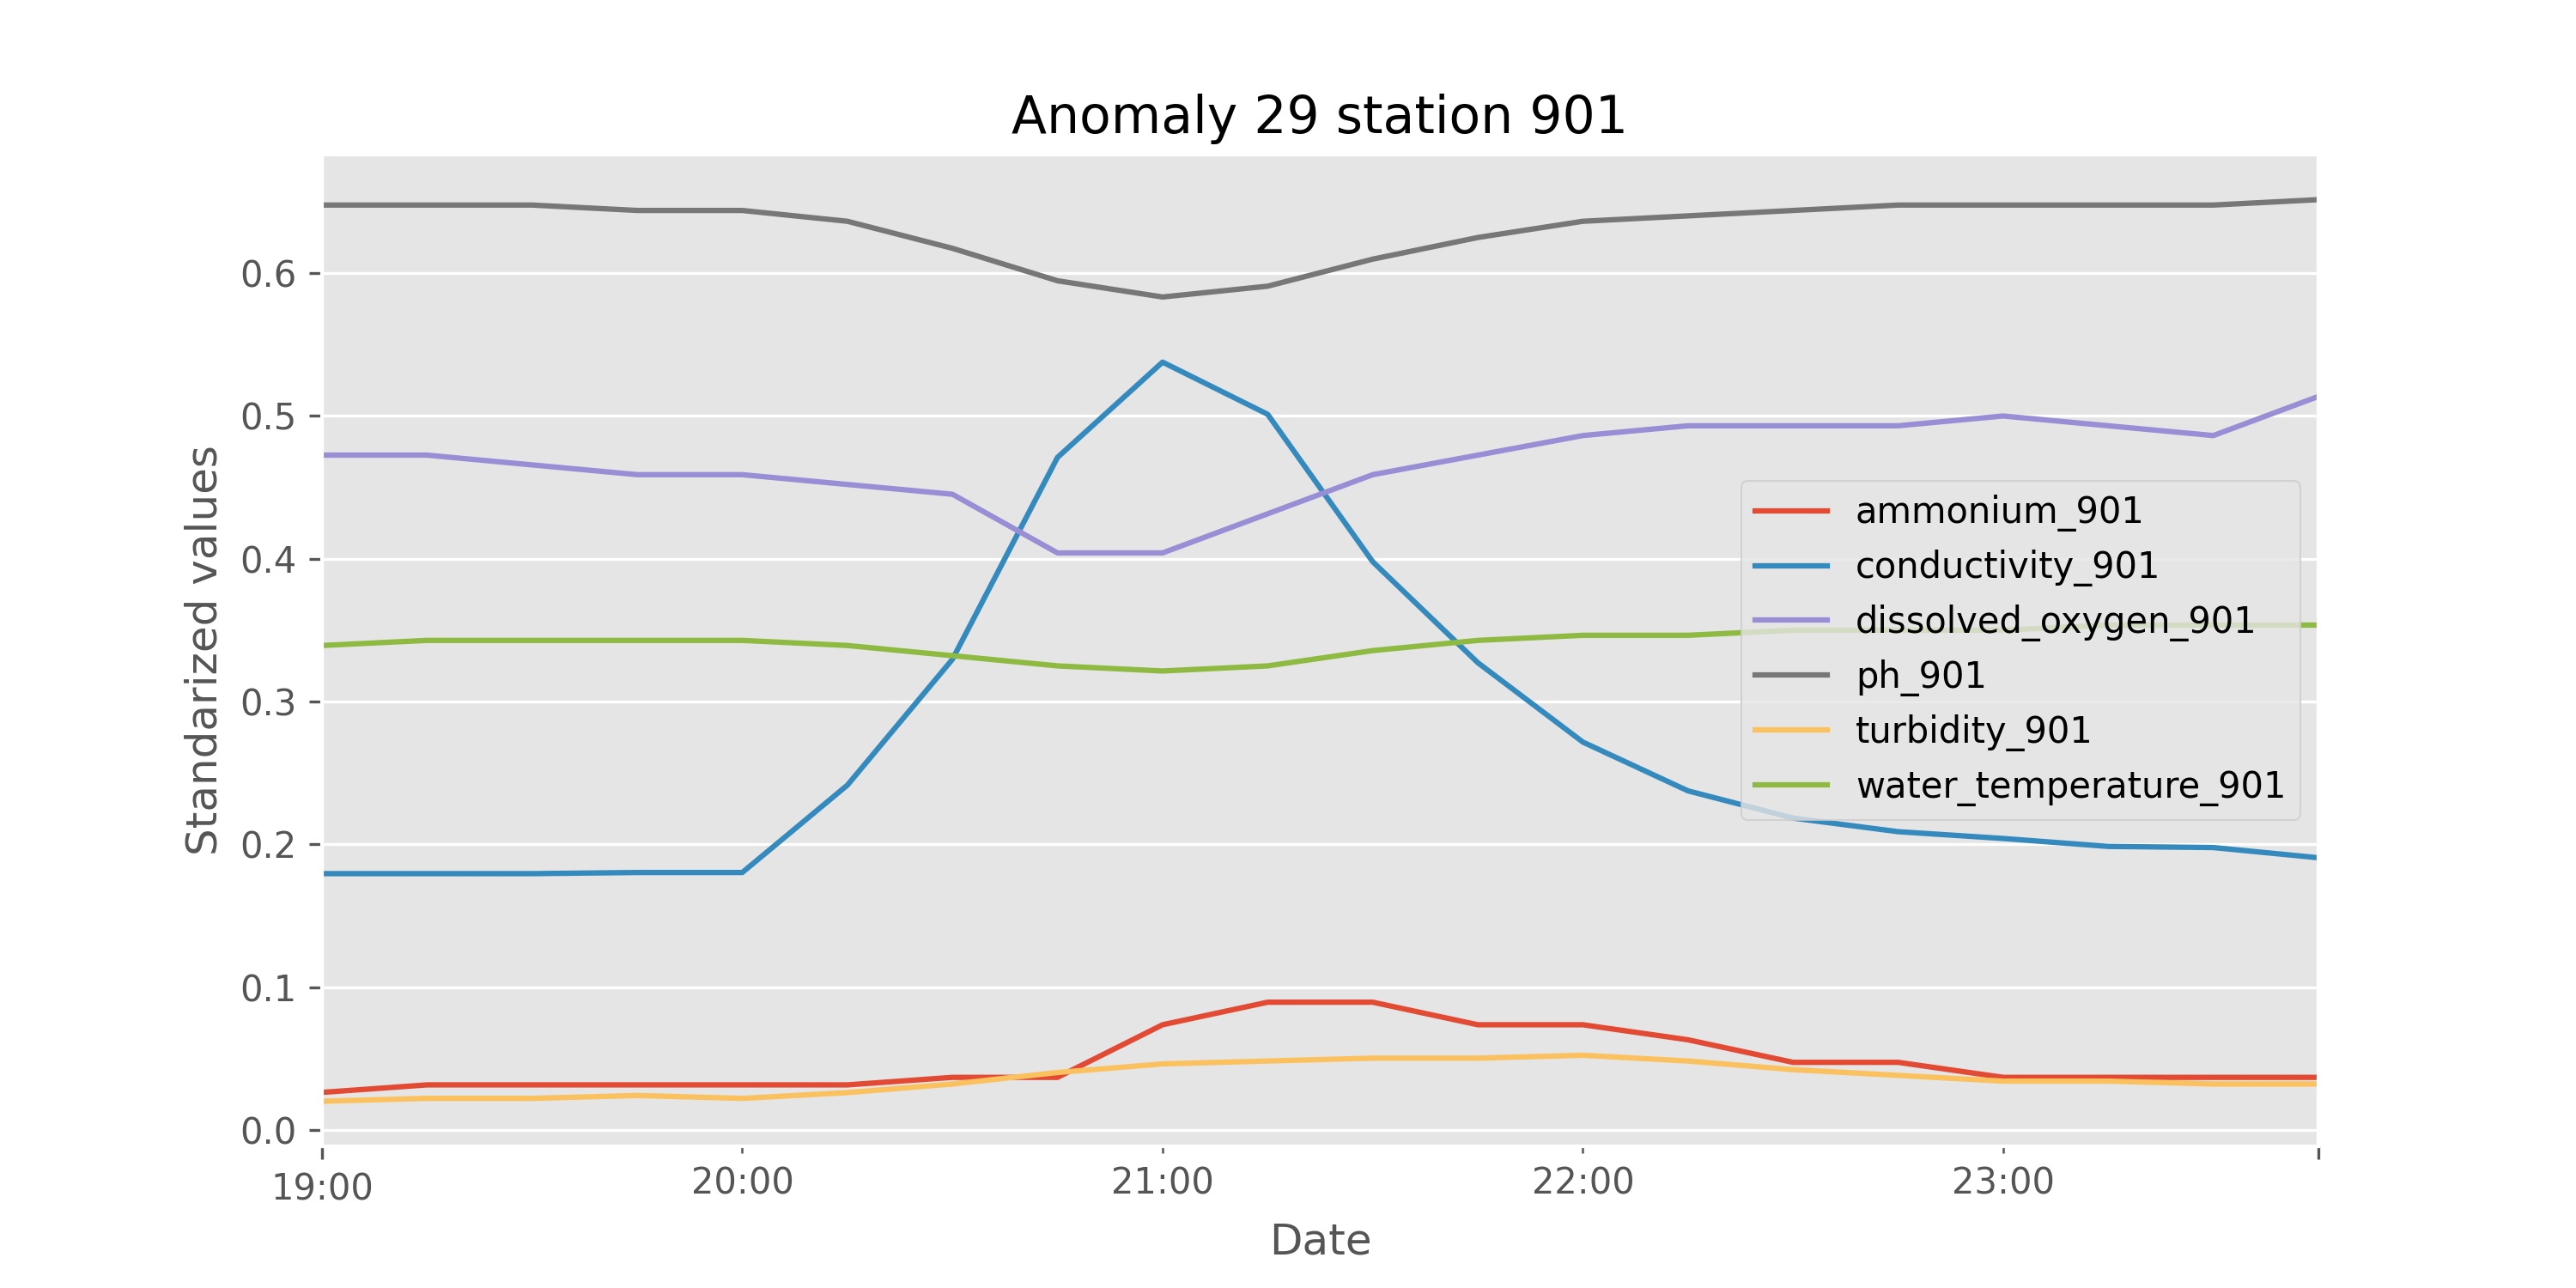 Anomaly 29 station 901
Standarized values
0.6
0.5
0.4
0.3
0.2
0.1
0.0
ammonium_901
conductivity_901
dissolved_oxygen_901
ph_901
turbidity_901
water_temperature_901
19:00
20:00
21:00
22:00
23:00
Date